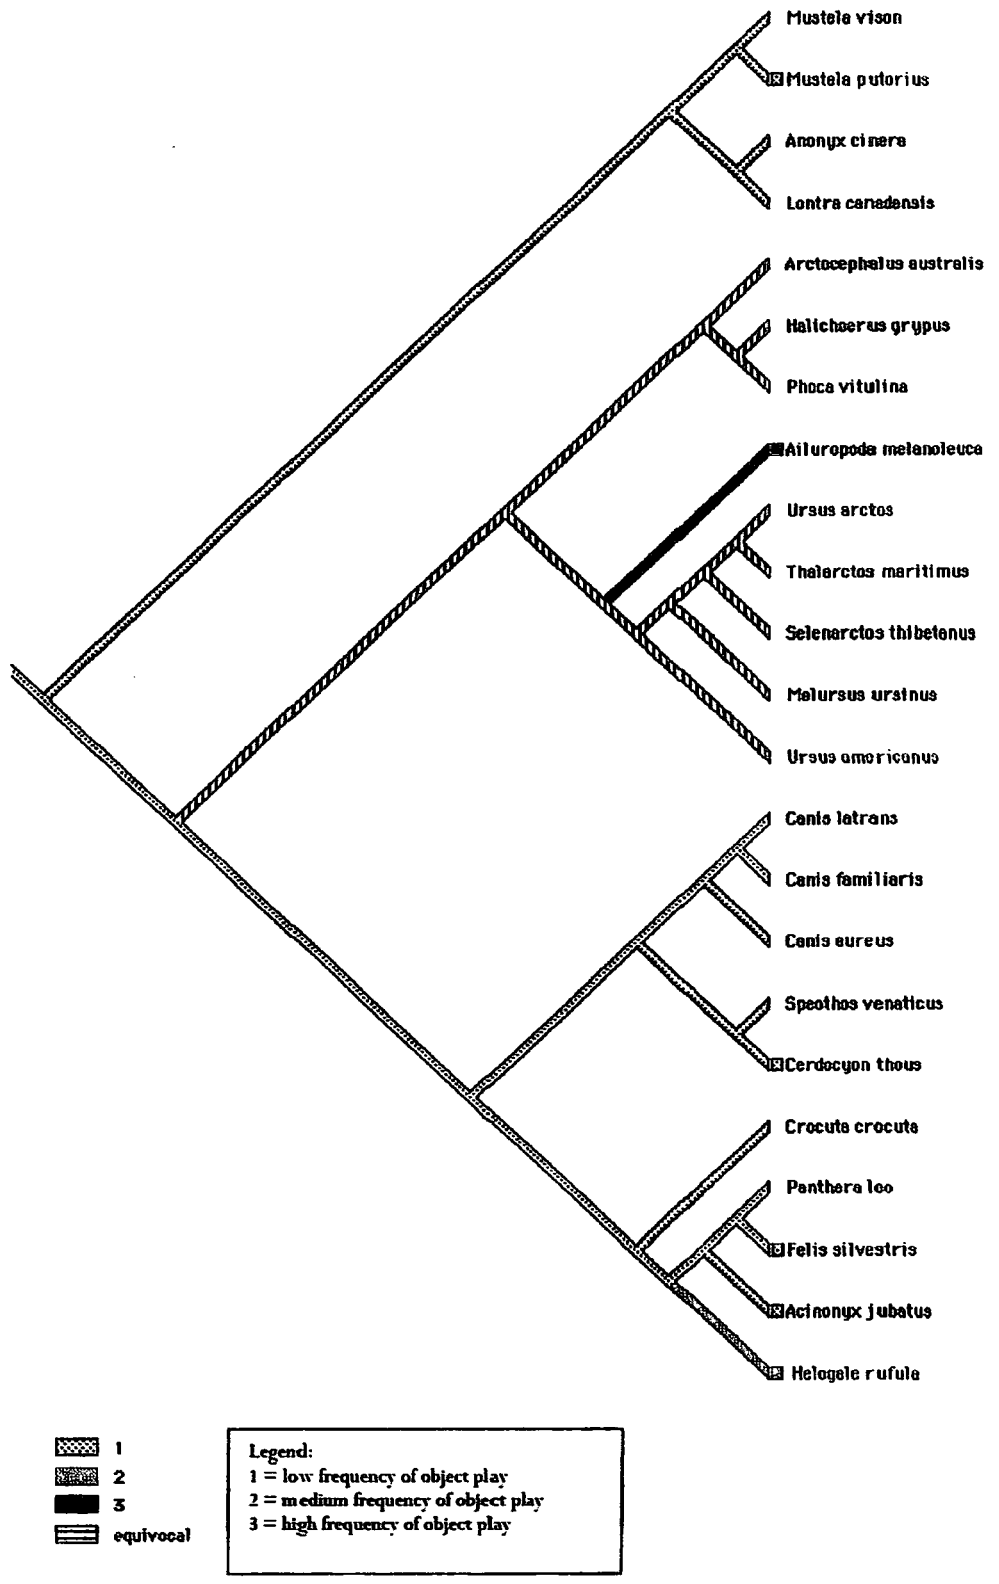 Mustela vison
Mustela putorius
Anonyx cinera
Lontra canadensis
Arctocephalus australis
Halichoerus grypus
Phoca vitulina
Ailuropoda melanoleuca
Ursus arctos
Thalarctos maritimus
Selenarctos thibetanus
Melursus ursinus
Ursus americanus
Canis latrans
Canis familiaris
Canis aureus
Speothos venaticus
Cerdocyon thous
Crocuta crocuta
Panthera leo
Felis silvestris
Acinonyx jubatus
Helogale rufula
1
2
3
equivocal
Legend:
1 = low frequency of object play
2 = medium frequency of object play
3 = high frequency of object play